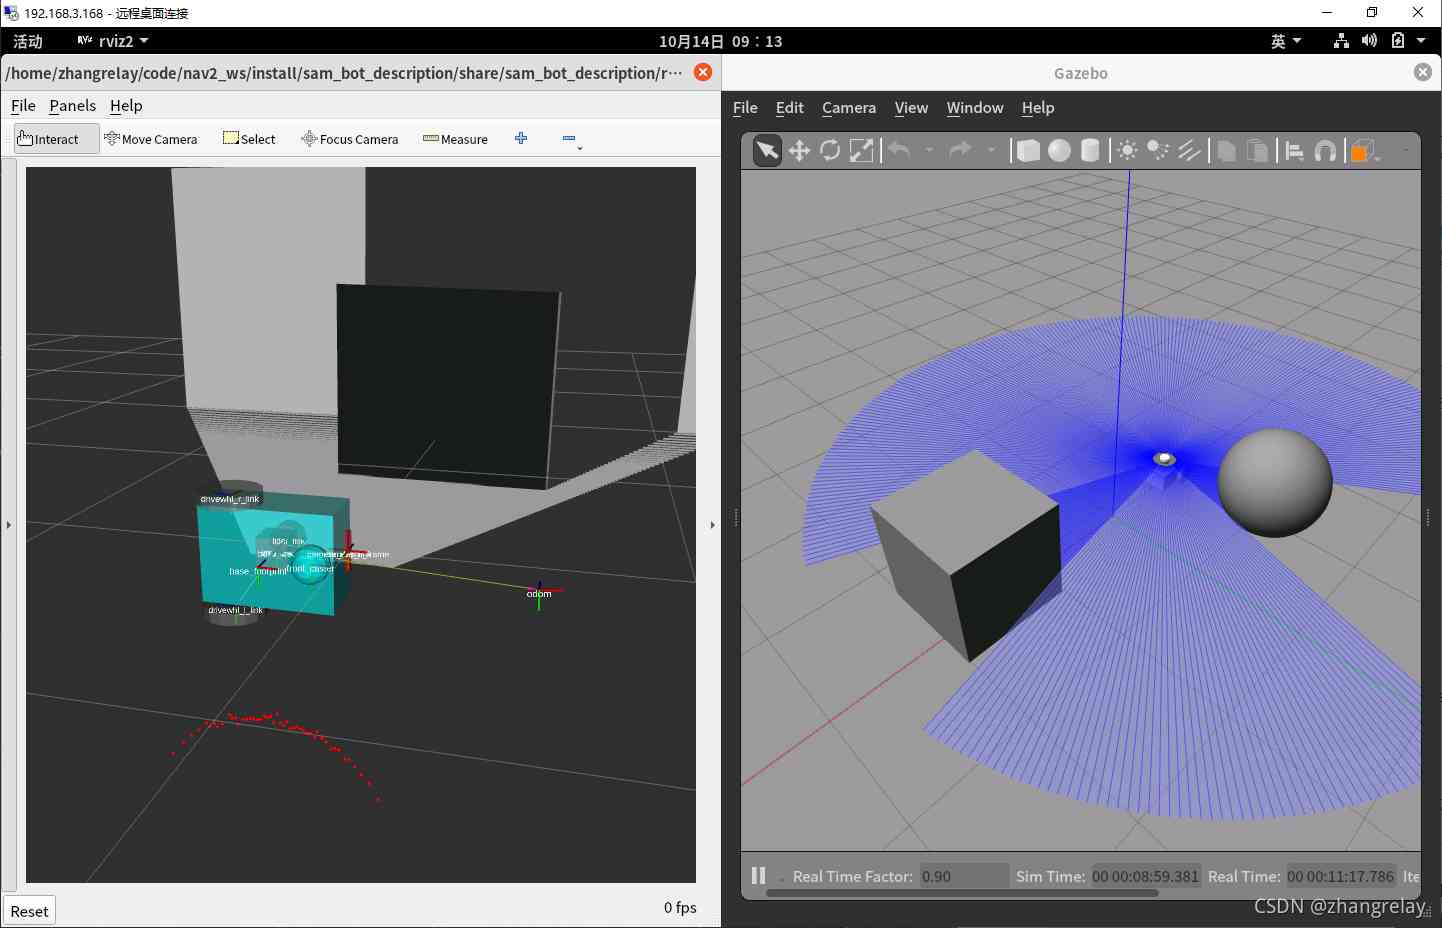 192.168.3.168 - 远程桌面连接
活动 rviz2 10月14日 09：13 英
/home/zhangrelay/code/nav2_ws/install/sam_bot_description/share/sam_bot_description/r…
File Panels Help
Interact Move Camera Select Focus Camera Measure
drivewhl_r_link
lidar_link
base_footprint front_caster
drivewhl_l_link
odom
Reset
0 fps
Gazebo
File Edit Camera View Window Help
Real Time Factor: 0.90 Sim Time: 00 00:08:59.381 Real Time: 00 00:11:17.786 Ite
CSDN @zhangrelay